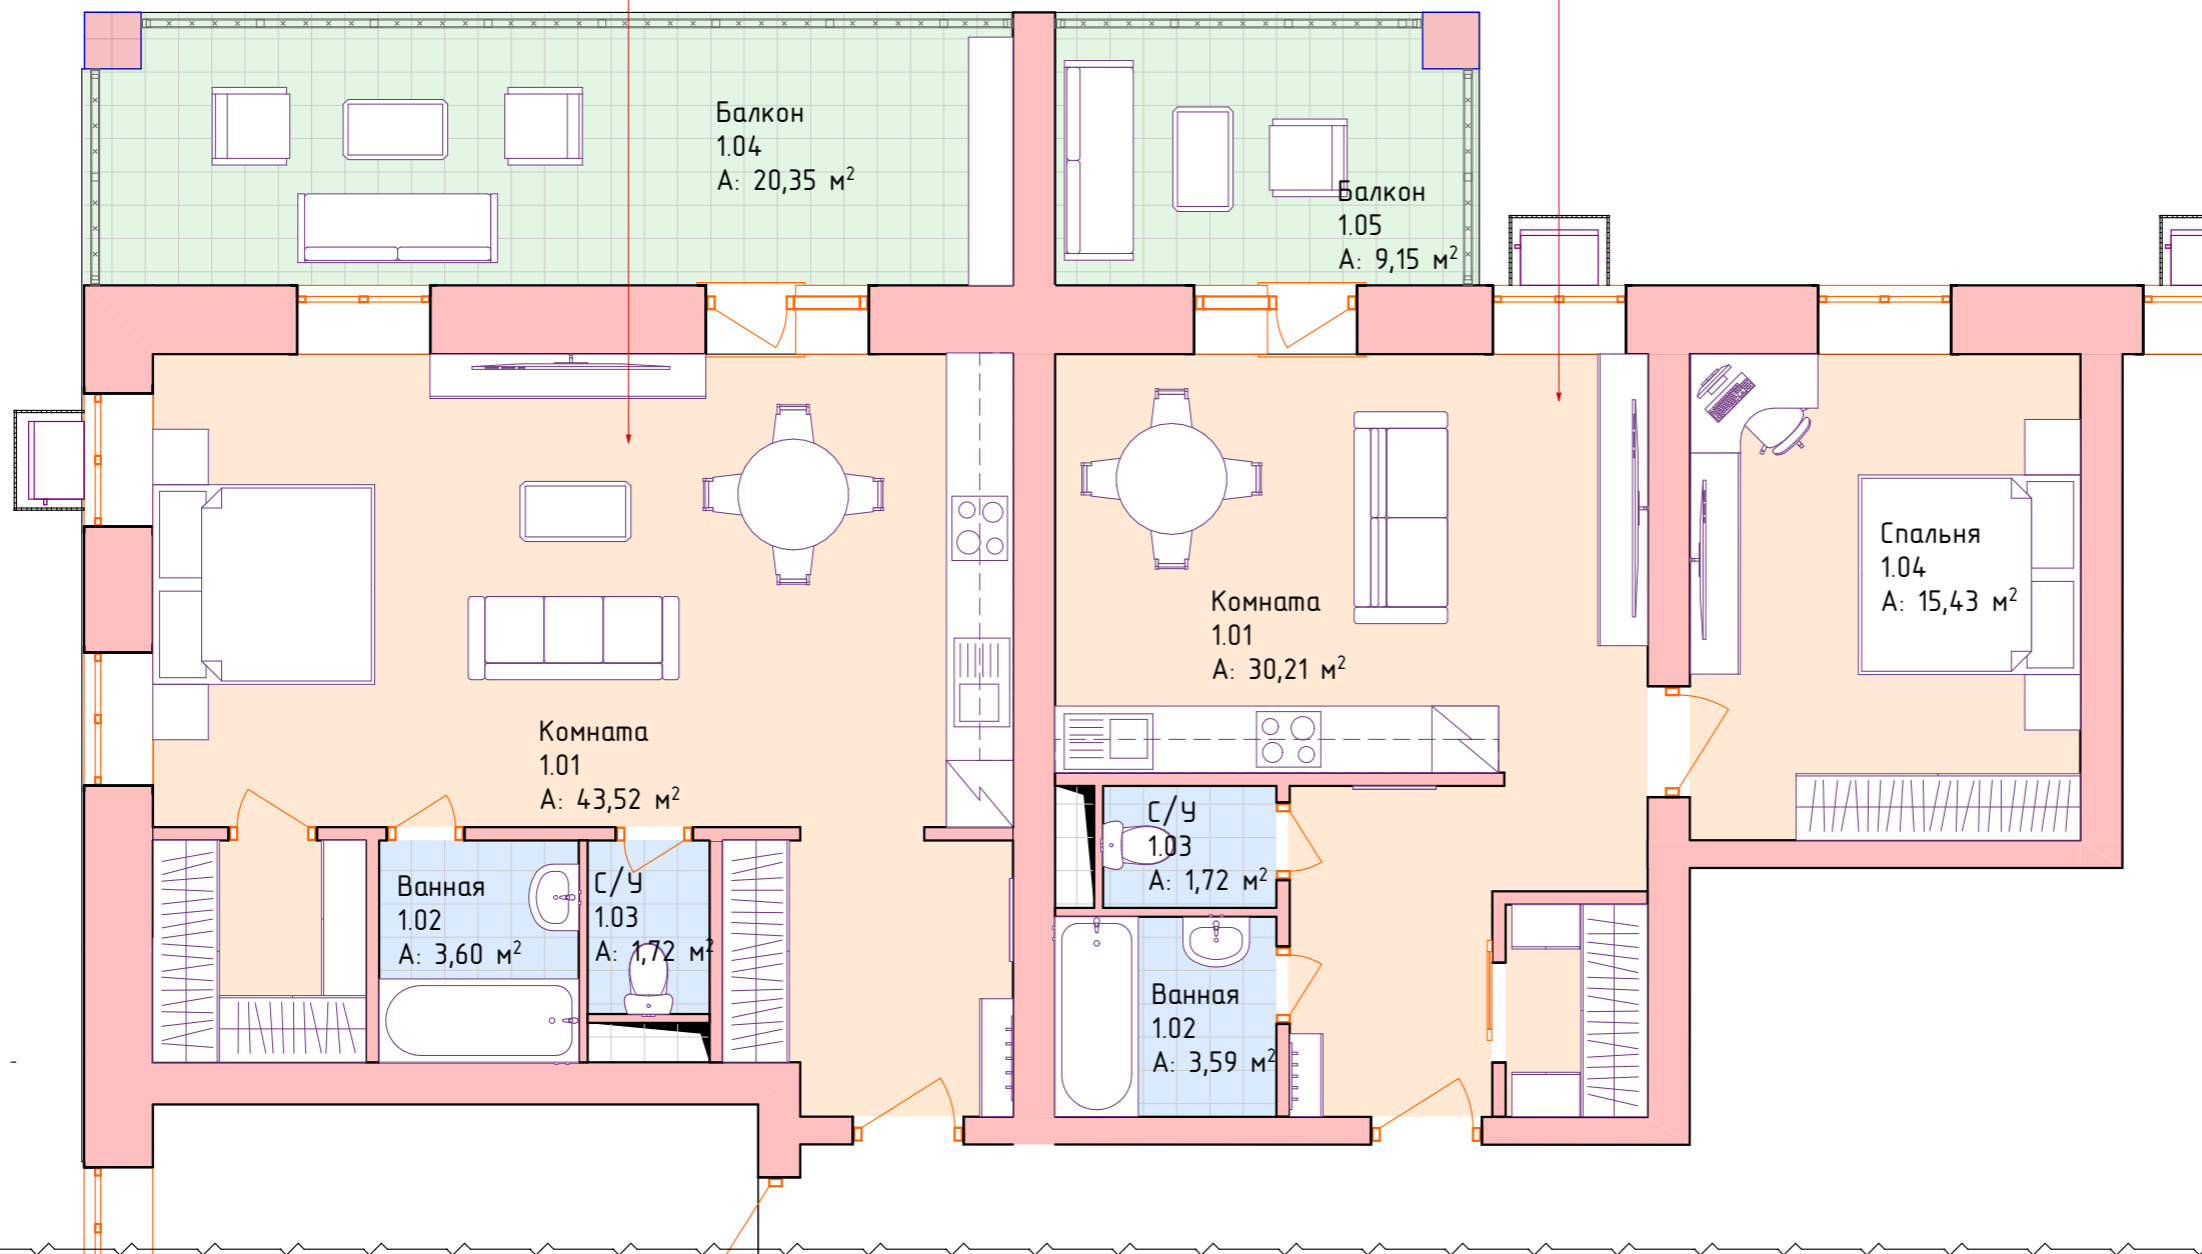 Балкон
1.04
A: 20,35 м²
Балкон
1.05
A: 9,15 м²
Спальня
1.04
A: 15,43 м²
Комната
1.01
A: 30,21 м²
Комната
1.01
A: 43,52 м²
С/У
1.03
A: 1,72 м²
Ванная
1.02
A: 3,60 м²
С/У
1.03
A: 1,72 м²
Ванная
1.02
A: 3,59 м²